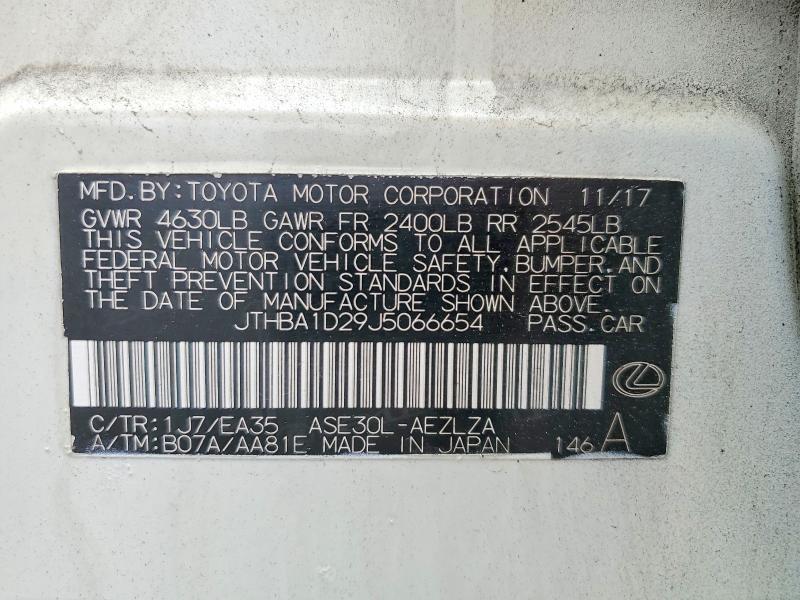 MFD.BY:TOYOTA MOTOR CORPORATION 11/17
GVWR 4630LB GAWR FR 2400LB RR 2545LB
THIS VEHICLE CONFORMS TO ALL APPLICABLE
FEDERAL MOTOR VEHICLE SAFETY,BUMPER,AND
THEFT PREVENTION STANDARDS IN EFFECT ON
THE DATE OF MANUFACTURE SHOWN ABOVE.
JTHBA1D29J5066654 PASS.CAR
C/TR:1J7/EA35 ASE30L-AEZLZA
A/TM:B07A/AA81E MADE IN JAPAN 146 A